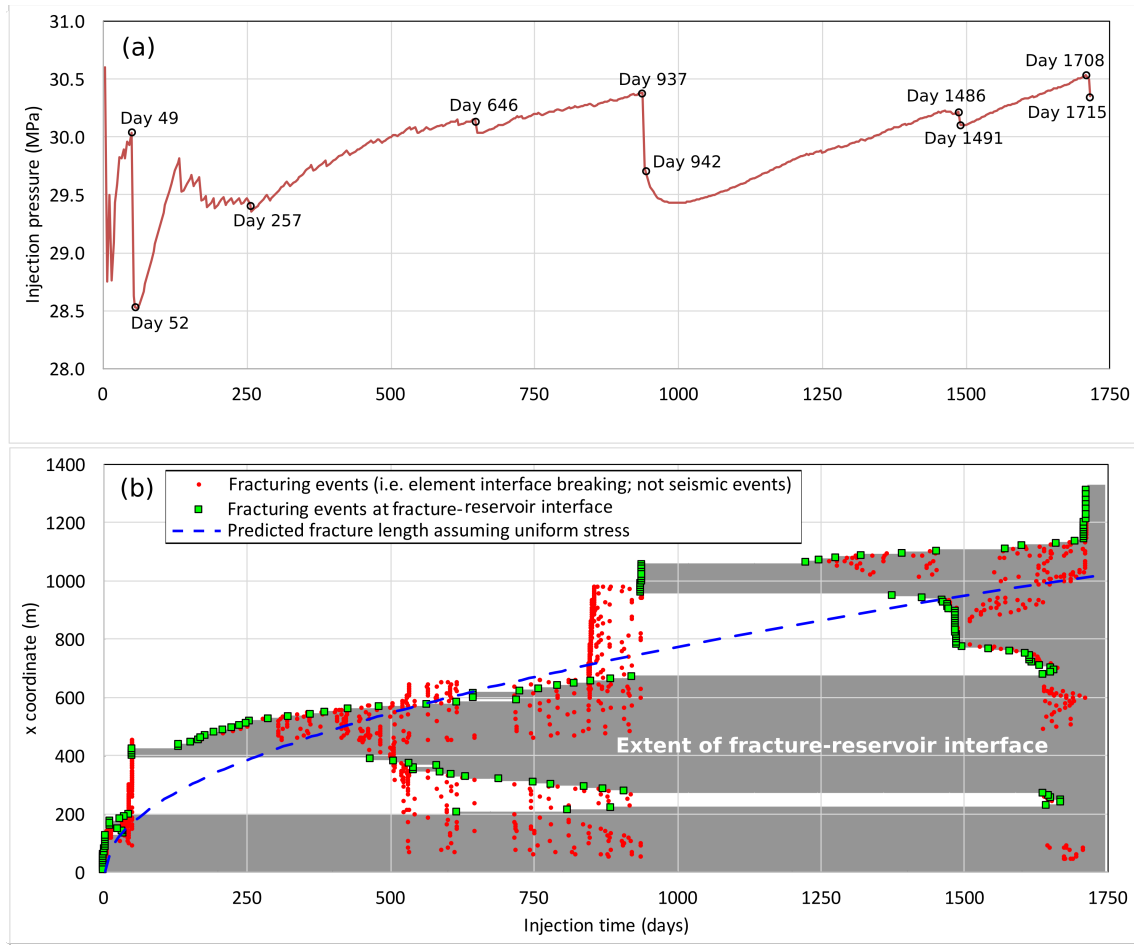 31.0
30.5
30.0
29.5
29.0
28.5
28.0
Injection pressure (MPa)
(a)
Day 49
Day 52
Day 257
Day 646
Day 937
Day 942
Day 1486
Day 1491
Day 1708
Day 1715
0 250 500 750 1000 1250 1500 1750
1400
1200
1000
800
600
400
200
0
x coordinate (m)
(b)
Fracturing events (i.e. element interface breaking; not seismic events)
Fracturing events at fracture-reservoir interface
Predicted fracture length assuming uniform stress
Extent of fracture-reservoir interface
0 250 500 750 1000 1250 1500 1750
Injection time (days)